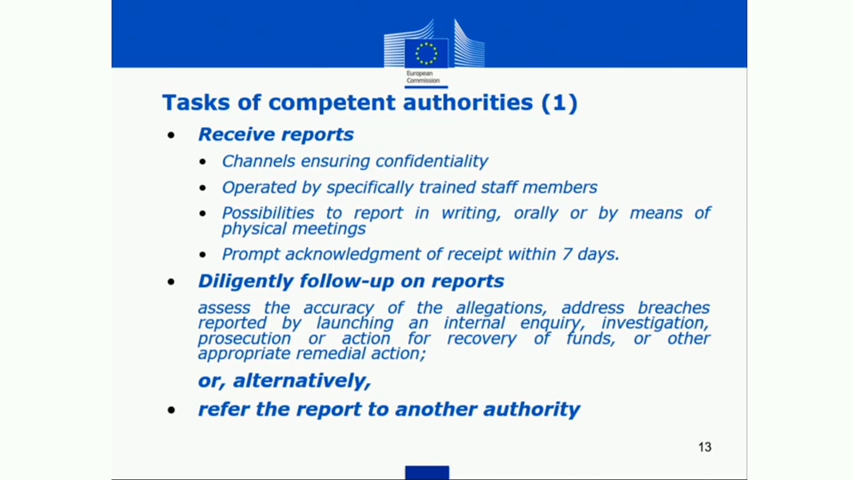 European
Commission
Tasks of competent authorities (1)
• Receive reports
• Channels ensuring confidentiality
• Operated by specifically trained staff members
• Possibilities to report in writing, orally or by means of
physical meetings
• Prompt acknowledgment of receipt within 7 days.
• Diligently follow-up on reports
assess the accuracy of the allegations, address breaches
reported by launching an internal enquiry, investigation,
prosecution or action for recovery of funds, or other
appropriate remedial action;
or, alternatively,
• refer the report to another authority
13